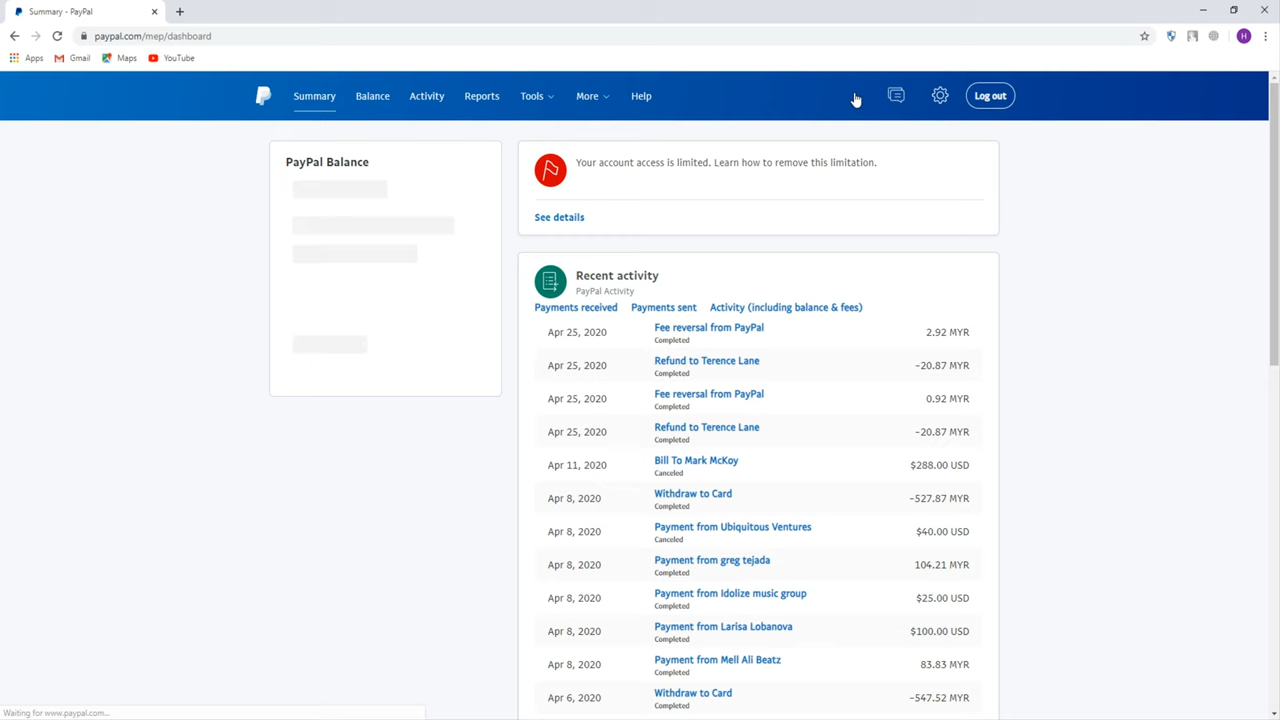 Summary - PayPal
paypal.com/mep/dashboard
H
Apps Gmail Maps YouTube
Summary Balance Activity Reports Tools More Help Log out
PayPal Balance
Your account access is limited. Learn how to remove this limitation.
See details
Recent activity
PayPal Activity
Payments received Payments sent Activity (including balance & fees)
Apr 25, 2020 Fee reversal from PayPal 2.92 MYR
Completed
Apr 25, 2020 Refund to Terence Lane -20.87 MYR
Completed
Apr 25, 2020 Fee reversal from PayPal 0.92 MYR
Completed
Apr 25, 2020 Refund to Terence Lane -20.87 MYR
Completed
Apr 11, 2020 Bill To Mark McKoy $288.00 USD
Canceled
Apr 8, 2020 Withdraw to Card -527.87 MYR
Completed
Apr 8, 2020 Payment from Ubiquitous Ventures $40.00 USD
Canceled
Apr 8, 2020 Payment from greg tejada 104.21 MYR
Completed
Apr 8, 2020 Payment from Idolize music group $25.00 USD
Completed
Apr 8, 2020 Payment from Larisa Lobanova $100.00 USD
Completed
Apr 8, 2020 Payment from Mell Ali Beatz 83.83 MYR
Completed
Apr 6, 2020 Withdraw to Card -547.52 MYR
Completed
Waiting for www.paypal.com...